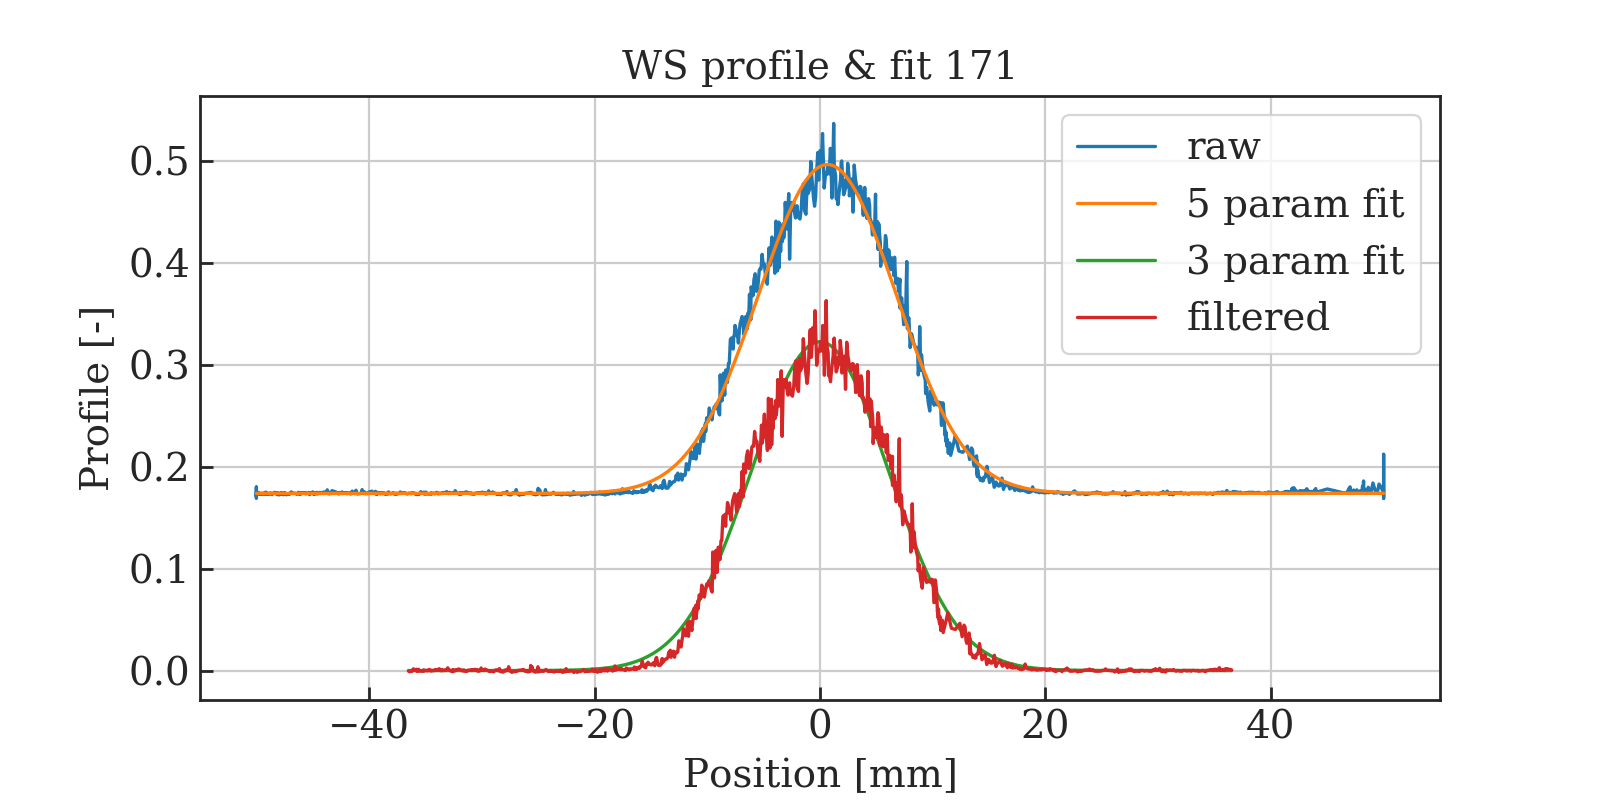 WS profile & fit 171
Profile [-]
0.5
0.4
0.3
0.2
0.1
0.0
raw
5 param fit
3 param fit
filtered
−40 −20 0 20 40
Position [mm]